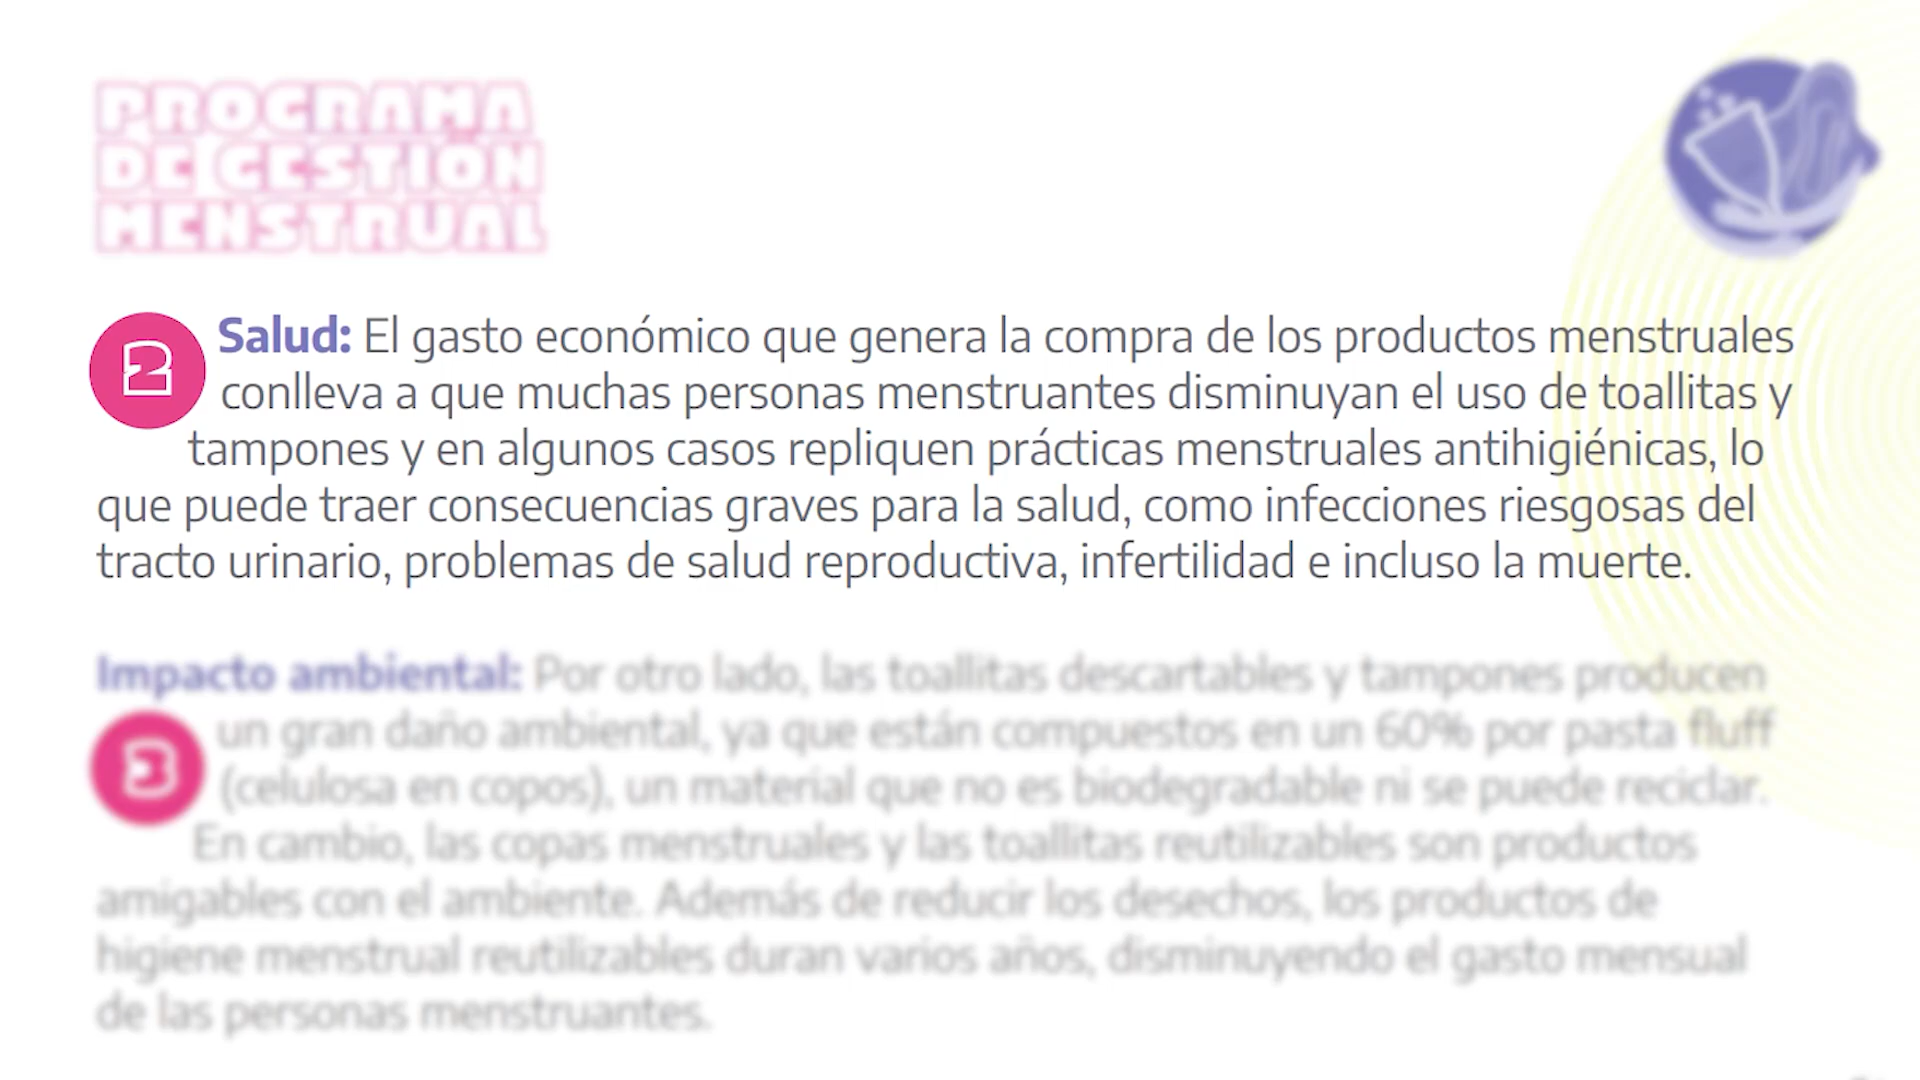 PROGRAMA
DE GESTIÓN
MENSTRUAL
2
Salud: El gasto económico que genera la compra de los productos menstruales
conlleva a que muchas personas menstruantes disminuyan el uso de toallitas y
tampones y en algunos casos repliquen prácticas menstruales antihigiénicas, lo
que puede traer consecuencias graves para la salud, como infecciones riesgosas del
tracto urinario, problemas de salud reproductiva, infertilidad e incluso la muerte.
Impacto ambiental: Por otro lado, las toallitas descartables y tampones producen
3
un gran daño ambiental, ya que están compuestos en un 60% por pasta fluff
(celulosa en copos), un material que no es biodegradable ni se puede reciclar.
En cambio, las copas menstruales y las toallitas reutilizables son productos
amigables con el ambiente. Además de reducir los desechos, los productos de
higiene menstrual reutilizables duran varios años, disminuyendo el gasto mensual
de las personas menstruantes.